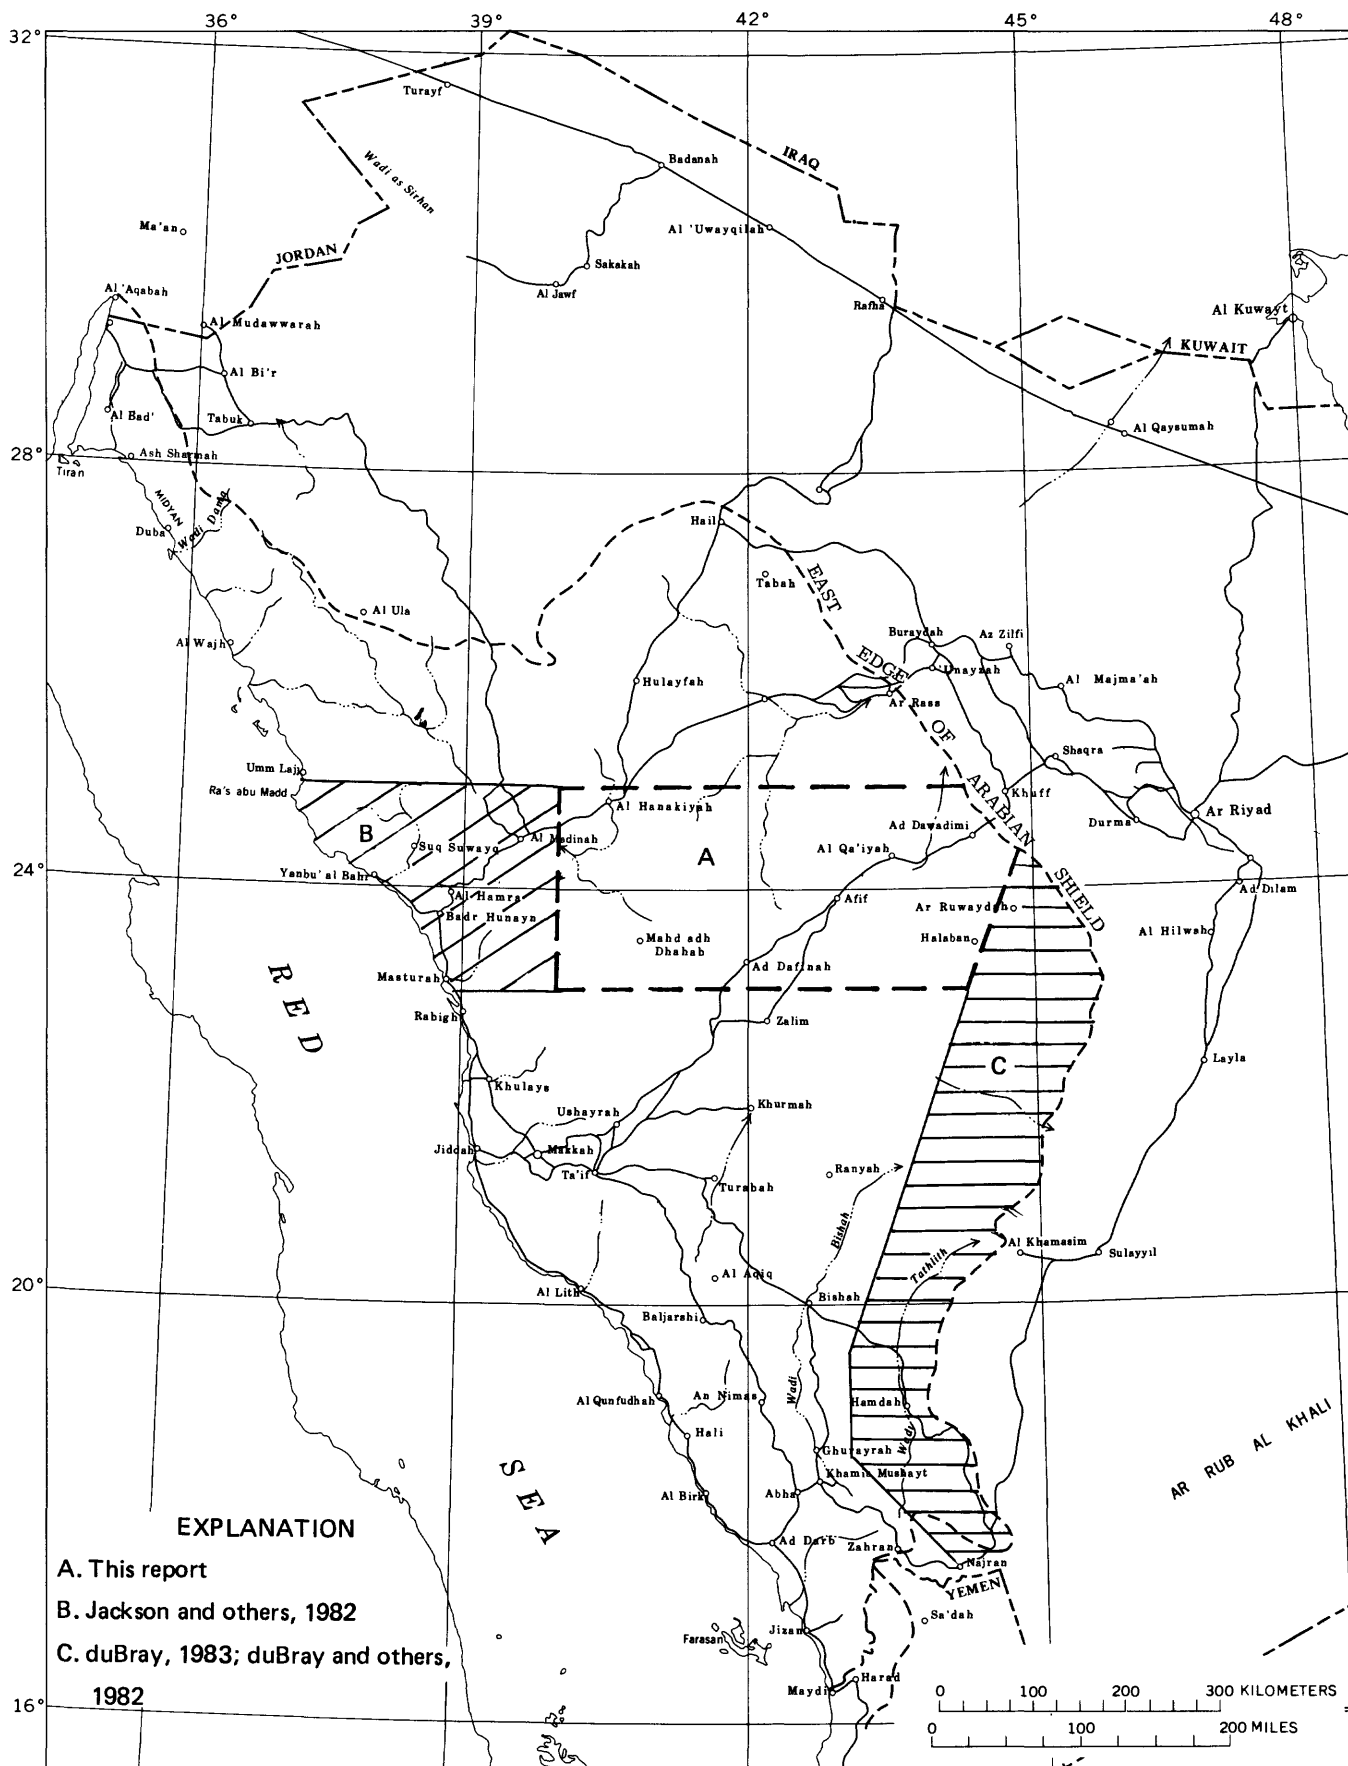 36°
39°
42°
45°
48°
32°
Turayf
Wadi as Sirhan
Badanah
IRAQ
Ma'an
Al 'Uwayqilah
JORDAN
Sakakah
Al Jawf
Al 'Aqabah
Rafha
Al Kuwayt
Al Mudawwarah
KUWAIT
Al Bi'r
Al Bad'
Tabuk
Al Qaysumah
28°
Ash Sharmah
Tiran
MIDYAN
Wadi Dama
Duba
Hail
Tabah
EAST
EDGE
OF
ARABIAN
SHIELD
Al Ula
Al Wajh
Buraydah
Az Zilfi
'Unayzah
Hulayfah
Al Majma'ah
Ar Rass
Shaqra
Umm Lajj
Ra's abu Madd
Khuff
Al Hanakiyah
Ar Riyad
Durma
Ad Dawadimi
B
Al Madinah
Suq Suwayq
A
Al Qa'iyah
24°
Yanbu' al Bahr
Al Hamra
Afif
Ad Dilam
Badr Hunayn
Ar Ruwaydah
Mahd adh
Dhahab
Halaban
Al Hilwah
Masturah
Ad Dafinah
RED
Rabigh
Zalim
C
Layla
Khulays
Ushayrah
Khurmah
Jiddah
Makkah
Ta'if
Ranyah
Turabah
Bishah
Al Khamasim
Sulayyil
Tathlith
20°
Al Aqiq
Al Lith
Bishah
Baljarshi
Wadi
An Nimas
Al Qunfudhah
Hamdah
Hali
Wady
Ghurayrah
AR RUB AL KHALI
SEA
Khamis Mushayt
Al Birk
Abha
Ad Darb
Zahran
Najran
YEMEN
Sa'dah
Jizan
Farasan
Harad
Maydi
EXPLANATION
A. This report
B. Jackson and others, 1982
C. duBray, 1983; duBray and others,
1982
16°
0 100 200 300 KILOMETERS
0 100 200 MILES